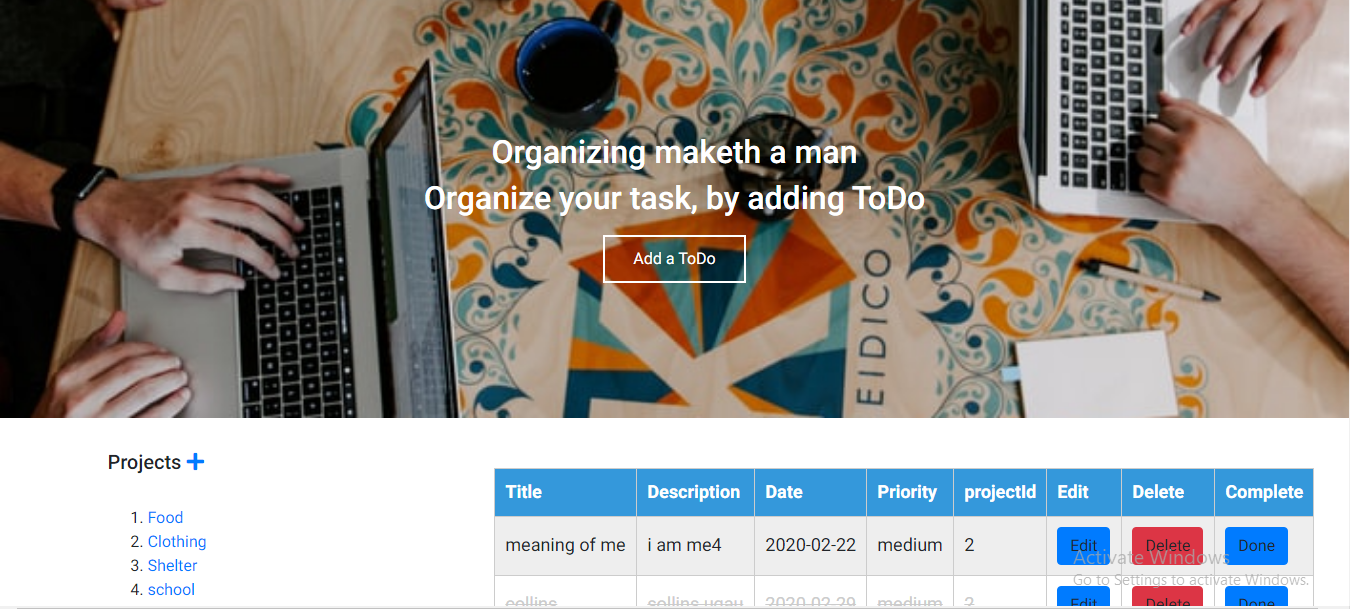 Organizing maketh a man
Organize your task, by adding ToDo
Add a ToDo
EIDICO
Projects
1. Food
2. Clothing
3. Shelter
4. school
Title Description Date Priority projectId Edit Delete Complete
meaning of me i am me4 2020-02-22 medium 2 Edit Delete Done
collins sollins ugau 2020-02-29 medium 2 Edit Delete Done
Activate Windows
Go to Settings to activate Windows.